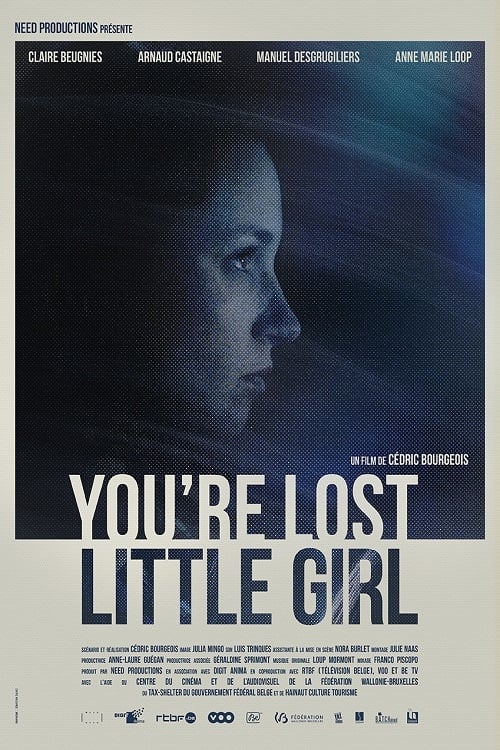 NEED PRODUCTIONS PRÉSENTE
CLAIRE BEUGNIES ARNAUD CASTAIGNE MANUEL DESGRUGILIERS ANNE MARIE LOOP
UN FILM DE CÉDRIC BOURGEOIS
YOU'RE LOST
LITTLE GIRL
SCÉNARIO ET RÉALISATION CÉDRIC BOURGEOIS IMAGE JULIA MINGO SON LUIS TRINQUES ASSISTANTE À LA MISE EN SCÈNE NORA BURLET MONTAGE JULIE NAAS
PRODUCTRICE ANNE-LAURE GUÉGAN PRODUCTRICE ASSOCIÉE GÉRALDINE SPRIMONT MUSIQUE ORIGINALE LOUP MORMONT MIXAGE FRANCO PISCOPO
PRODUIT PAR NEED PRODUCTIONS EN ASSOCIATION AVEC DIGIT ANIMA EN COPRODUCTION AVEC RTBF (TÉLÉVISION BELGE), VOO ET BE TV
AVEC L'AIDE DU CENTRE DU CINÉMA ET DE L'AUDIOVISUEL DE LA FÉDÉRATION WALLONIE-BRUXELLES
DU TAX-SHELTER DU GOUVERNEMENT FÉDÉRAL BELGE ET DE HAINAUT CULTURE TOURISME
rtbf.be VOO FÉDÉRATION